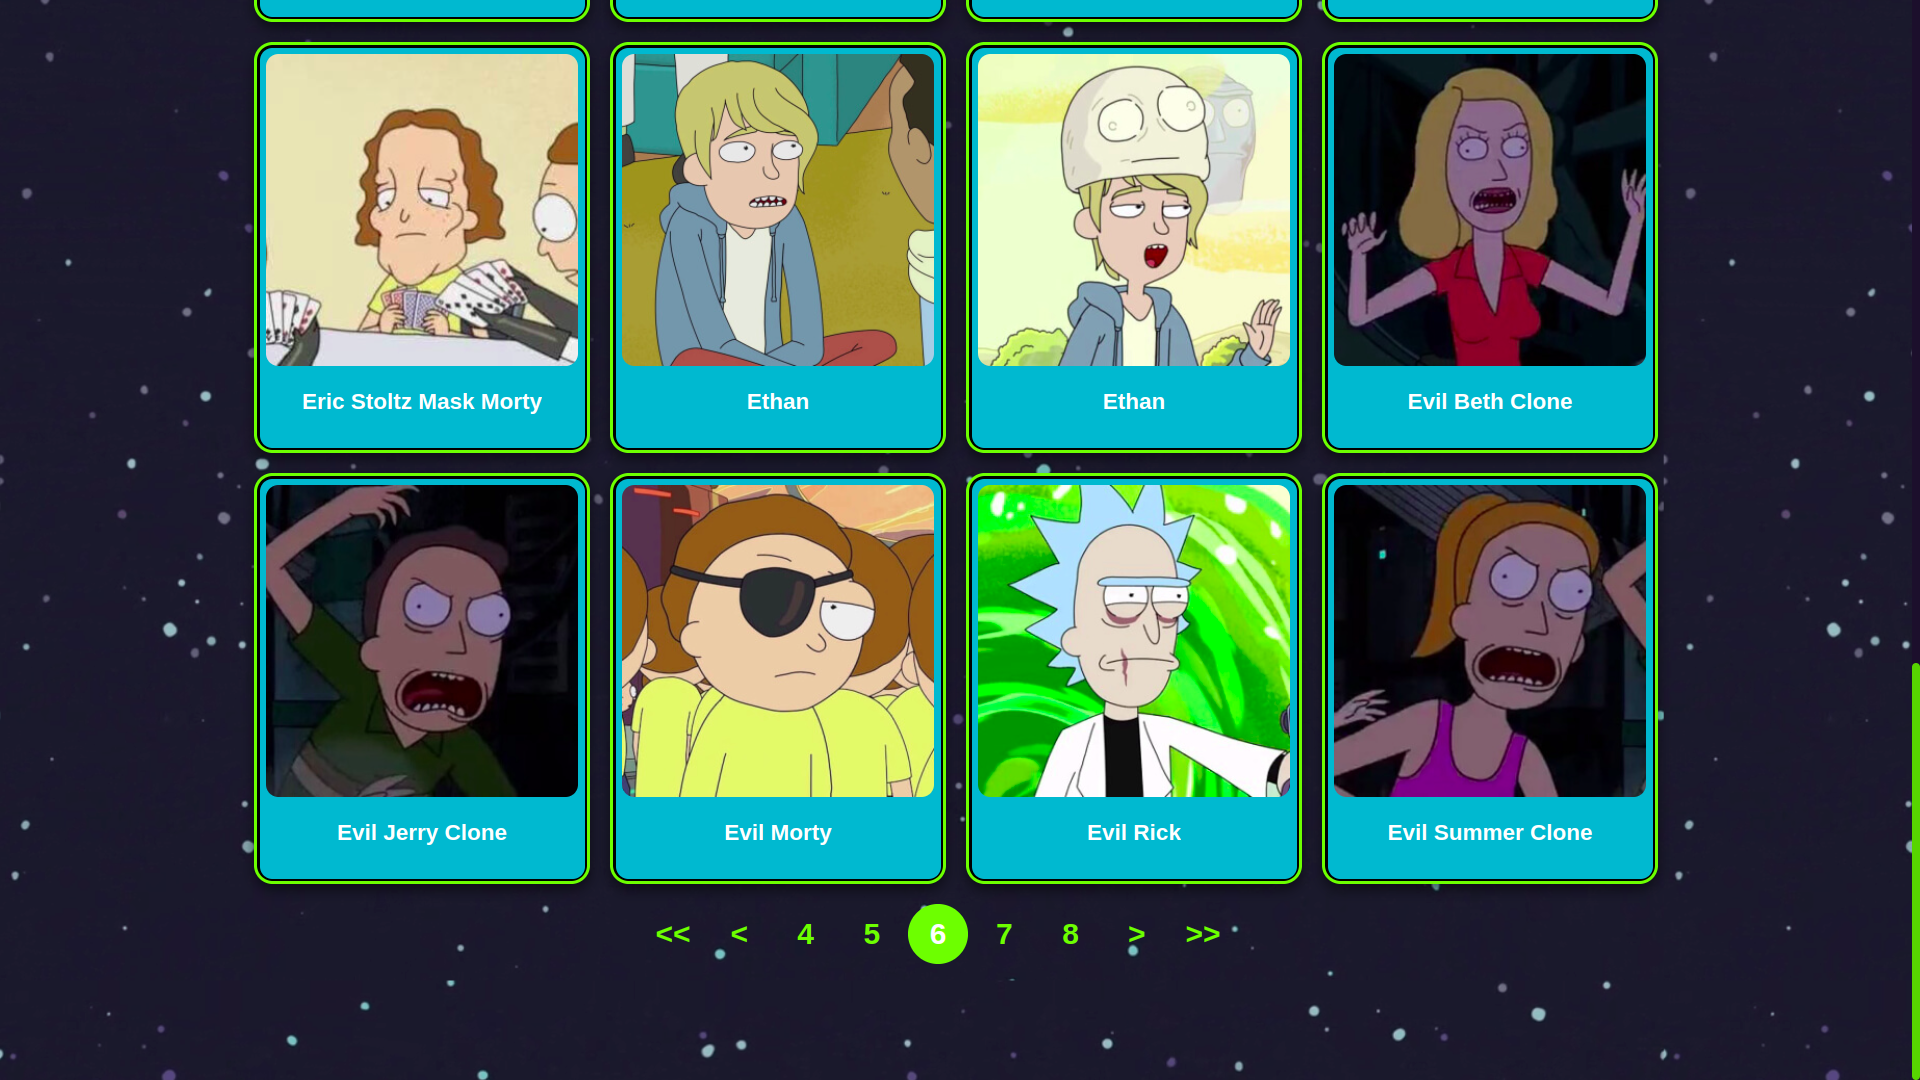 Eric Stoltz Mask Morty
Ethan
Ethan
Evil Beth Clone
Evil Jerry Clone
Evil Morty
Evil Rick
Evil Summer Clone
<< < 4 5 6 7 8 > >>